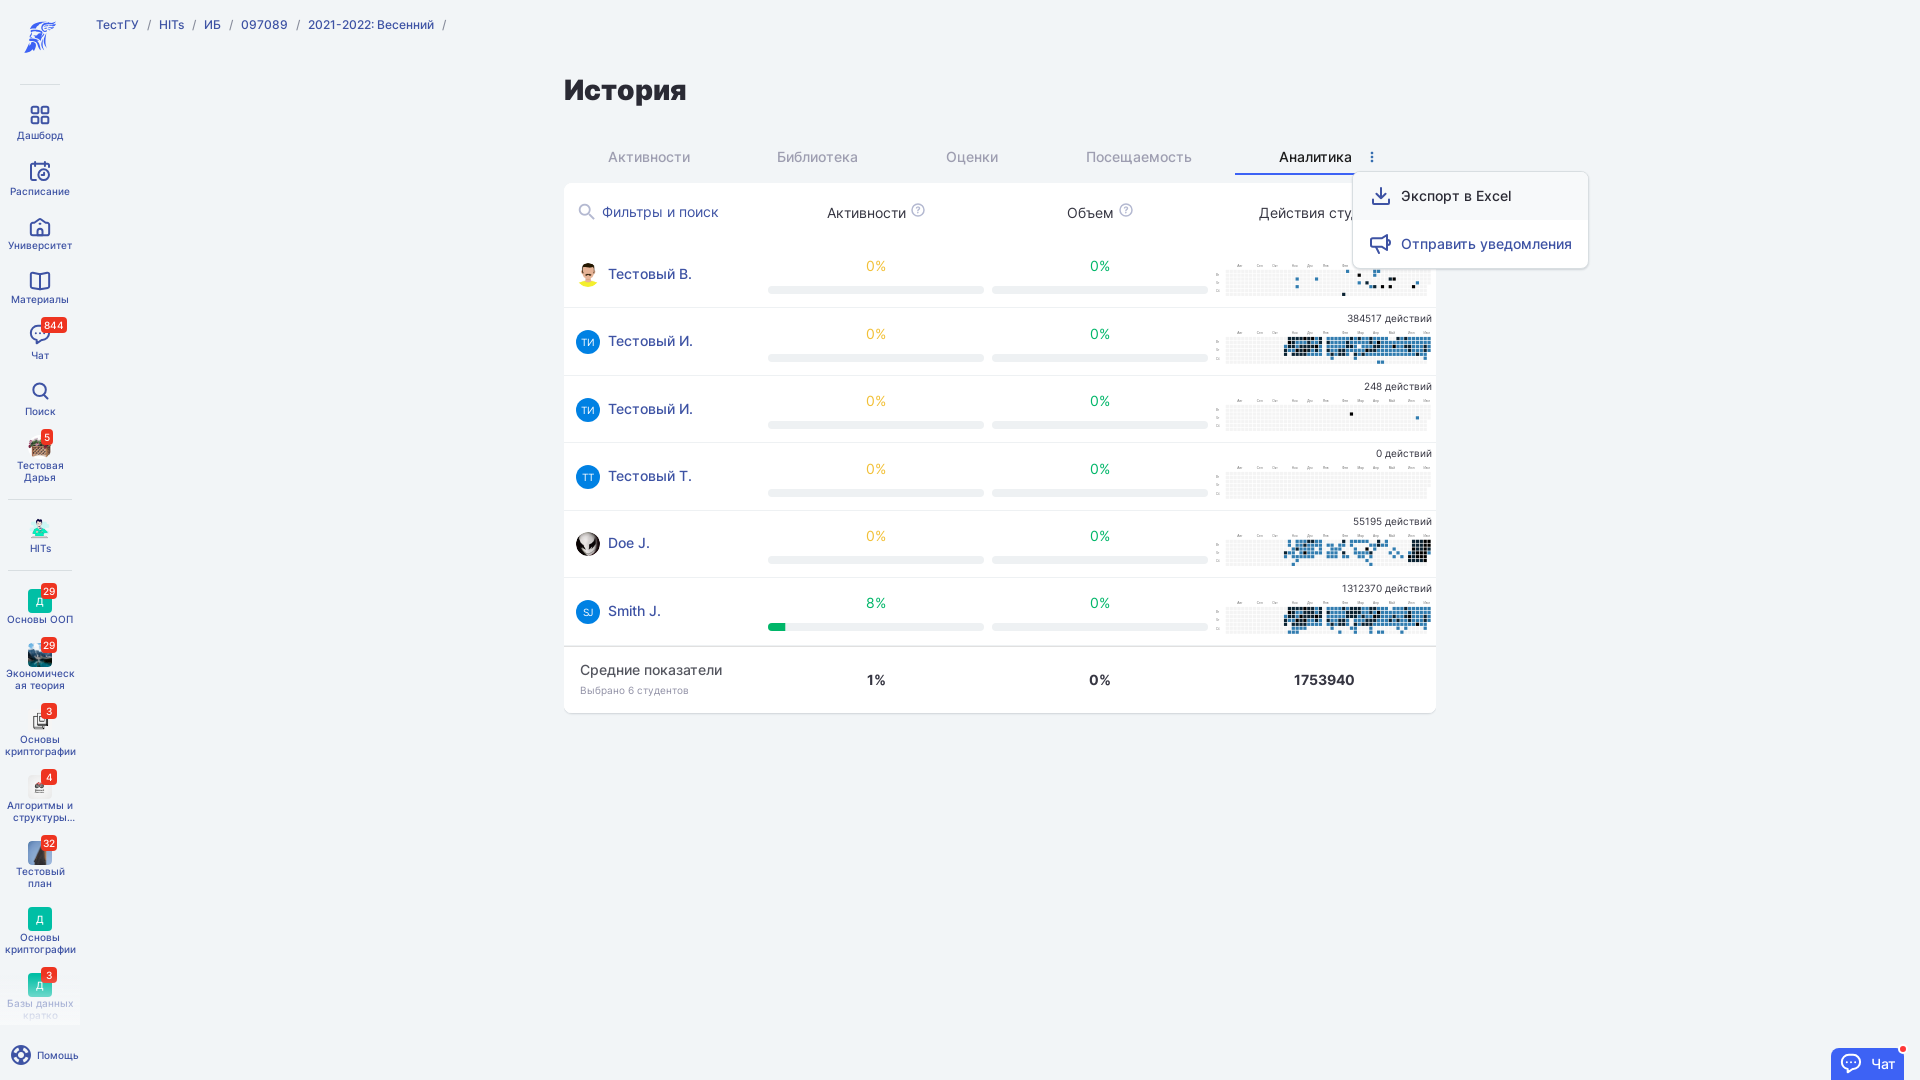 ТестГУ / HITs / ИБ / 097089 / 2021-2022: Весенний /
История
Активности Библиотека Оценки Посещаемость Аналитика
Экспорт в Excel
Отправить уведомления
Фильтры и поиск Активности Объем Действия
Тестовый В. 0% 0%
384517 действий
ТИ Тестовый И. 0% 0%
248 действий
ТИ Тестовый И. 0% 0%
0 действий
ТТ Тестовый Т. 0% 0%
55195 действий
Doe J. 0% 0%
1312370 действий
SJ Smith J. 8% 0%
Средние показатели 1% 0% 1753940
Выбрано 6 студентов
Дашборд
Расписание
Университет
Материалы
844
Чат
Поиск
5
Тестовая
Дарья
HITs
29
Д
Основы ООП
29
Экономическ
ая теория
3
Основы
криптографии
4
Алгоритмы и
структуры...
32
Тестовый
план
Д
Основы
криптографии
3
Д
Базы данных
кратко
Помощь
Чат